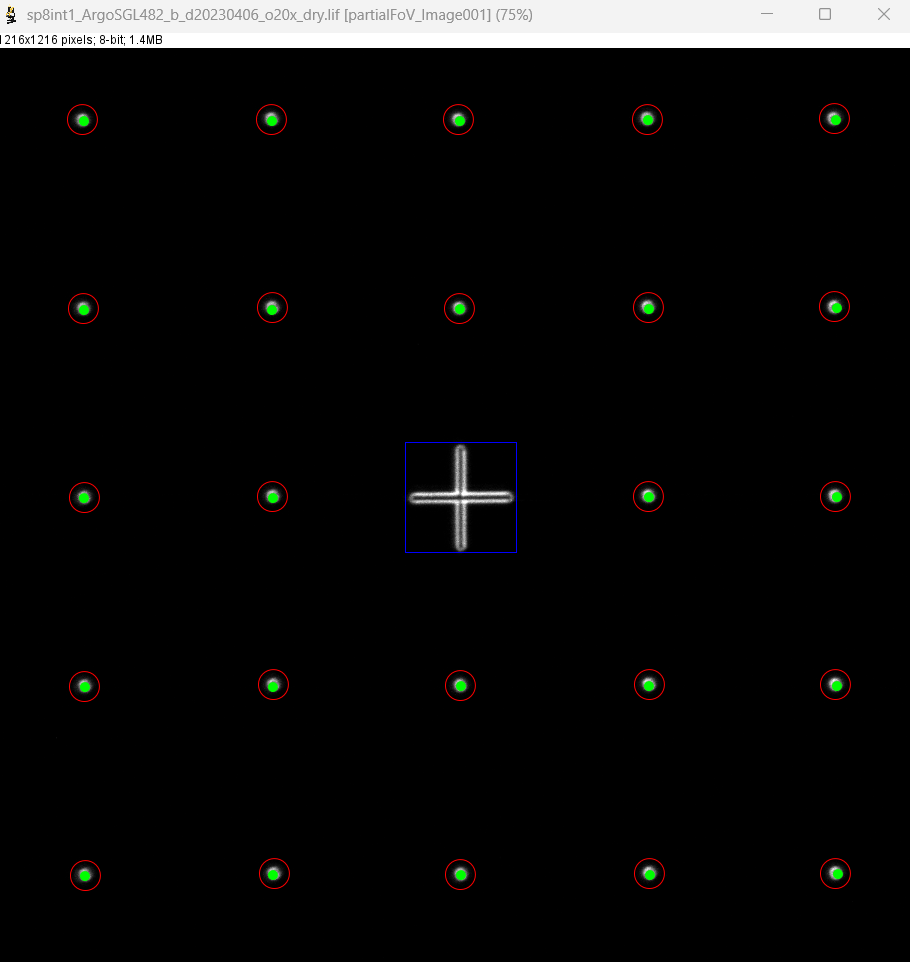 sp8int1_ArgoSGL482_b_d20230406_o20x_dry.lif [partialFoV_Image001] (75%)
1216x1216 pixels; 8-bit; 1.4MB